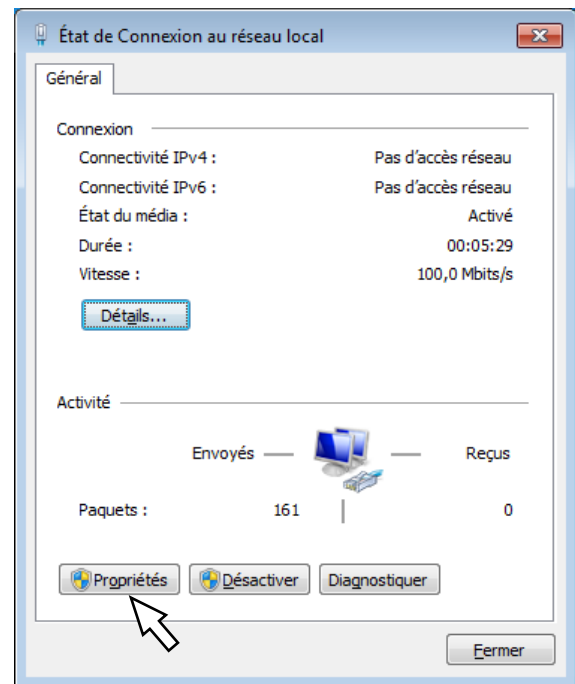 État de Connexion au réseau local
Général
Connexion
Connectivité IPv4 : Pas d'accès réseau
Connectivité IPv6 : Pas d'accès réseau
État du média : Activé
Durée : 00:05:29
Vitesse : 100,0 Mbits/s
Détails...
Activité
Envoyés Reçus
Paquets : 161 0
Propriétés Désactiver Diagnostiquer
Fermer